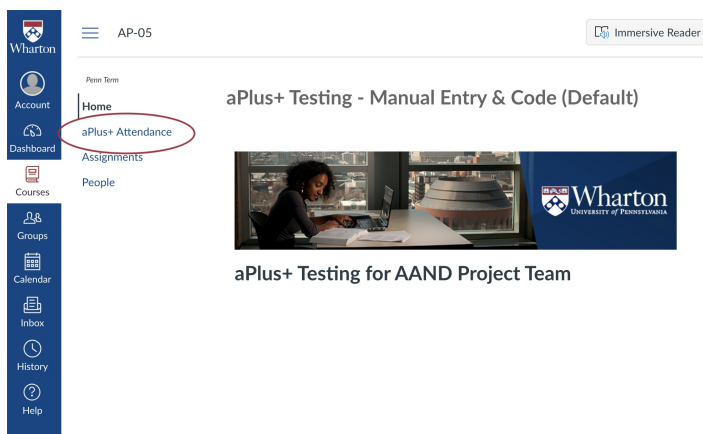 Wharton
AP-05
Immersive Reader
Account
Dashboard
Courses
Groups
Calendar
Inbox
History
Help
Penn Term
Home
aPlus+ Attendance
Assignments
People
aPlus+ Testing - Manual Entry & Code (Default)
Wharton
UNIVERSITY of PENNSYLVANIA
aPlus+ Testing for AAND Project Team